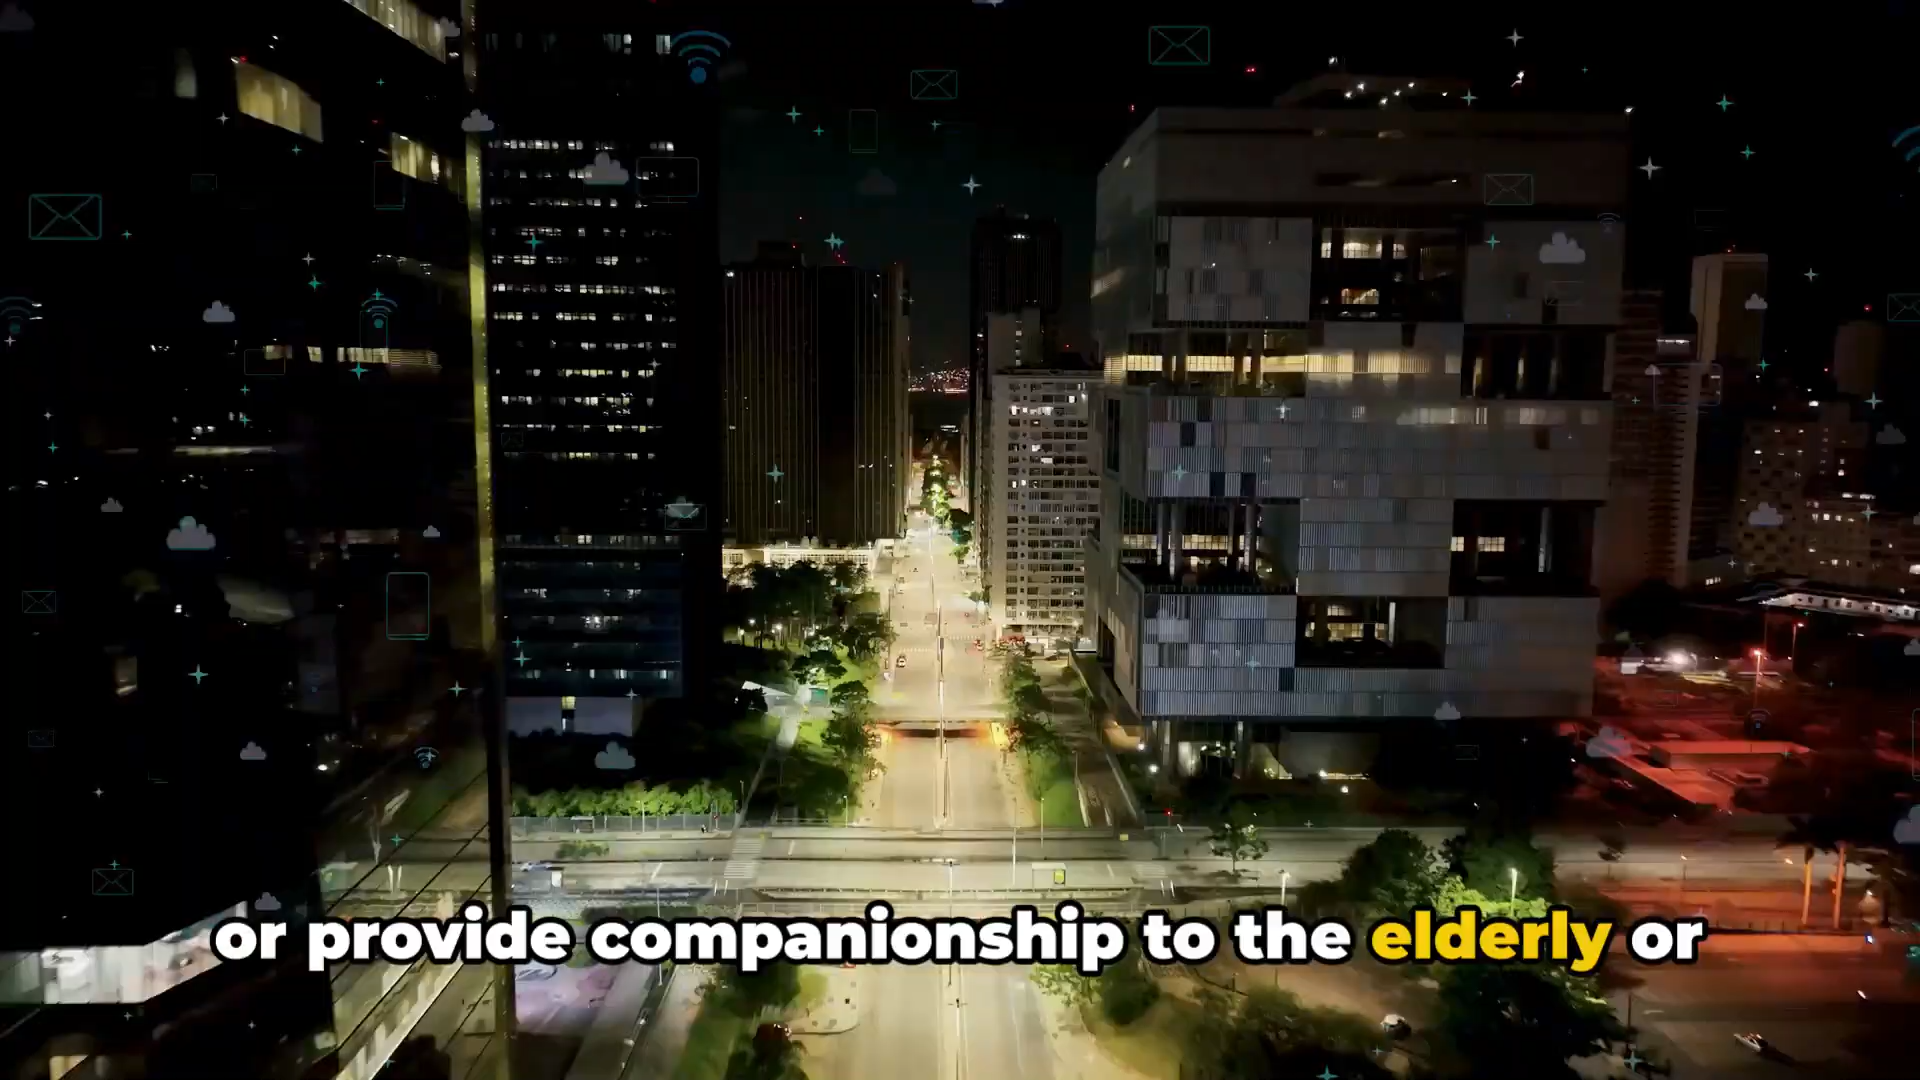 or provide companionship to the elderly or